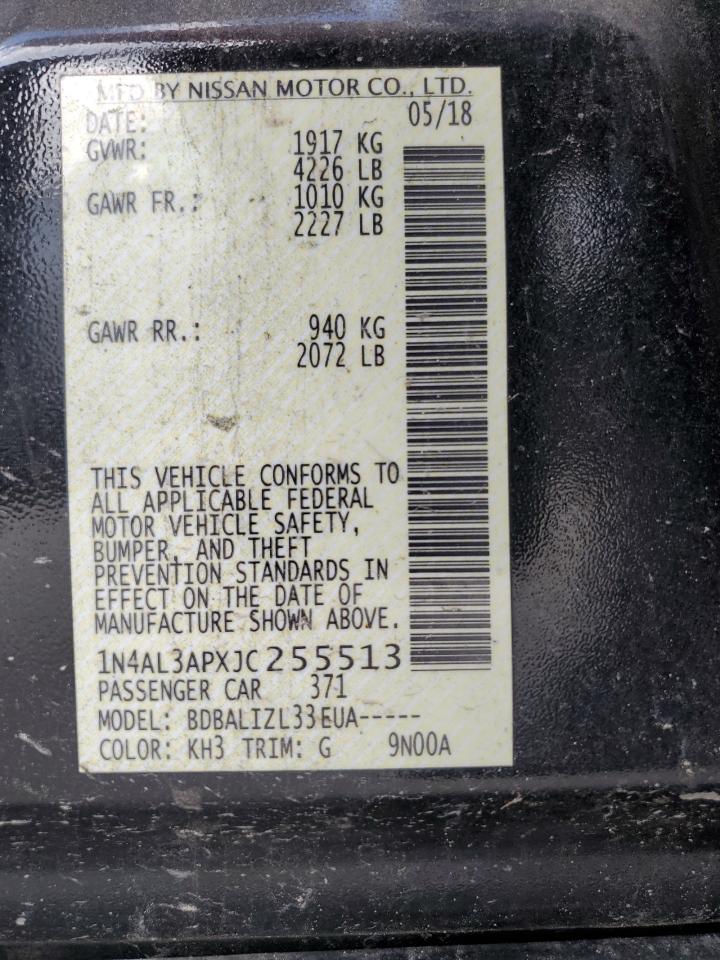 MFD BY NISSAN MOTOR CO., LTD.
DATE: 05/18
GVWR: 1917 KG
4226 LB
GAWR FR.: 1010 KG
2227 LB
GAWR RR.: 940 KG
2072 LB
THIS VEHICLE CONFORMS TO
ALL APPLICABLE FEDERAL
MOTOR VEHICLE SAFETY,
BUMPER, AND THEFT
PREVENTION STANDARDS IN
EFFECT ON THE DATE OF
MANUFACTURE SHOWN ABOVE.
1N4AL3APXJC255513
PASSENGER CAR 371
MODEL: BDBALIZL33EUA-----
COLOR: KH3 TRIM: G 9N00A